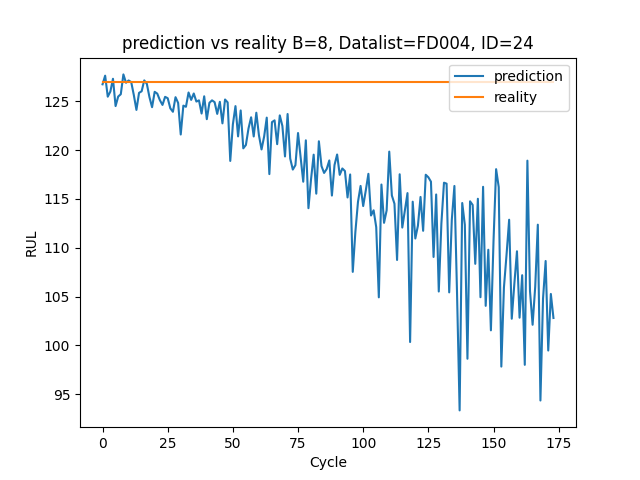 prediction vs reality B=8, Datalist=FD004, ID=24
prediction
reality
RUL
125
120
115
110
105
100
95
0 25 50 75 100 125 150 175
Cycle